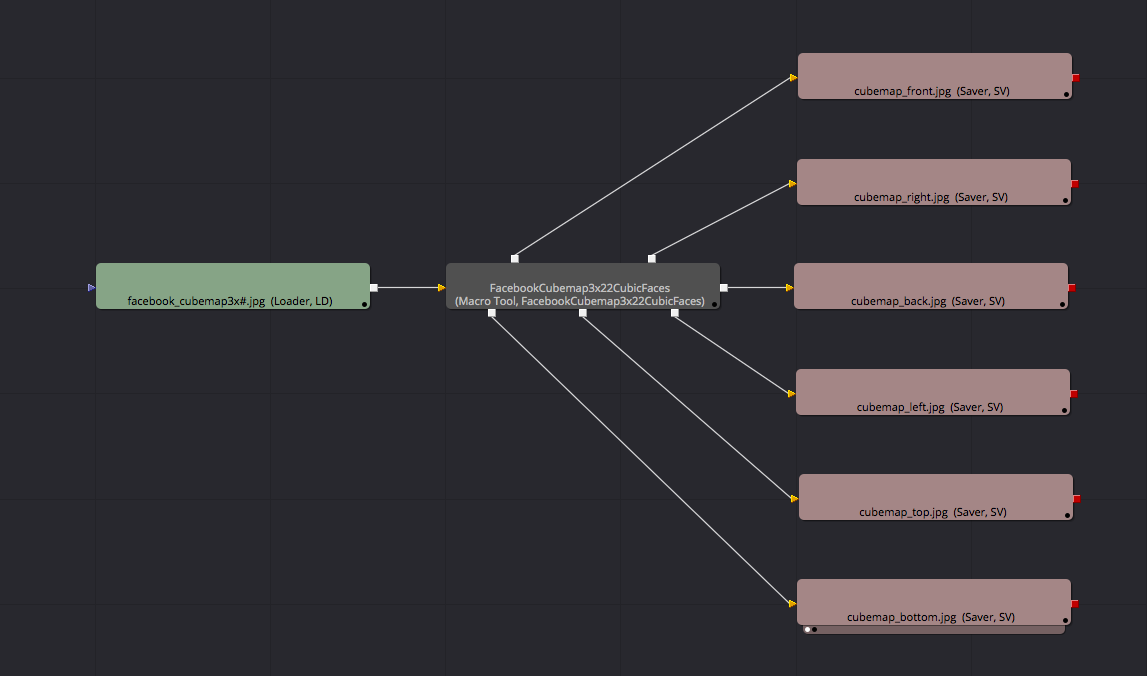 cubemap_front.jpg (Saver, SV)
cubemap_right.jpg (Saver, SV)
facebook_cubemap3x#.jpg (Loader, LD)
FacebookCubemap3x22CubicFaces
(Macro Tool, FacebookCubemap3x22CubicFaces)
cubemap_back.jpg (Saver, SV)
cubemap_left.jpg (Saver, SV)
cubemap_top.jpg (Saver, SV)
cubemap_bottom.jpg (Saver, SV)